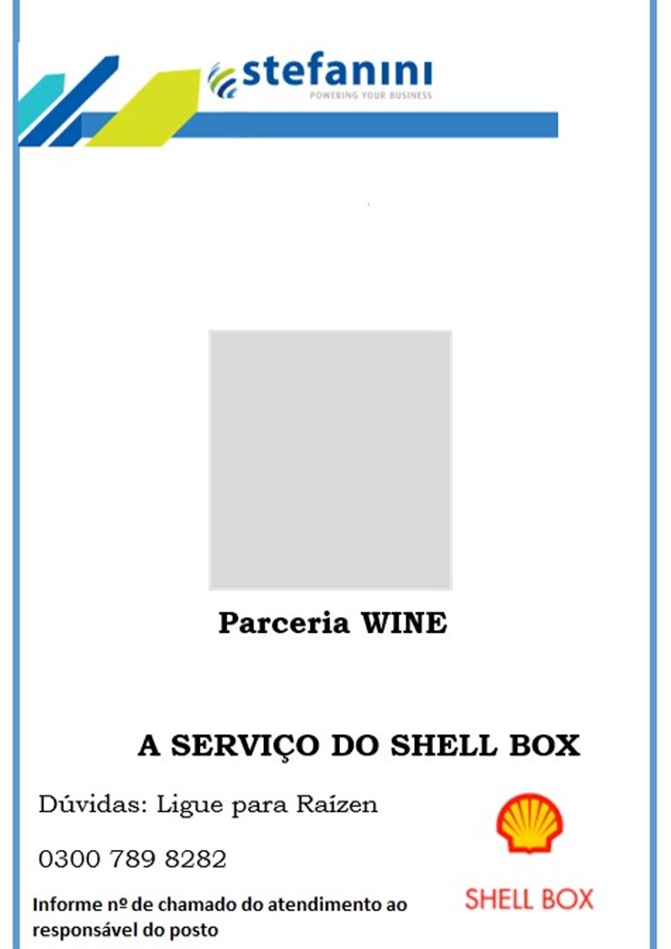 stefanini
POWERING YOUR BUSINESS
Parceria WINE
A SERVIÇO DO SHELL BOX
Dúvidas: Ligue para Raízen
0300 789 8282
SHELL BOX
Informe nº de chamado do atendimento ao
responsável do posto